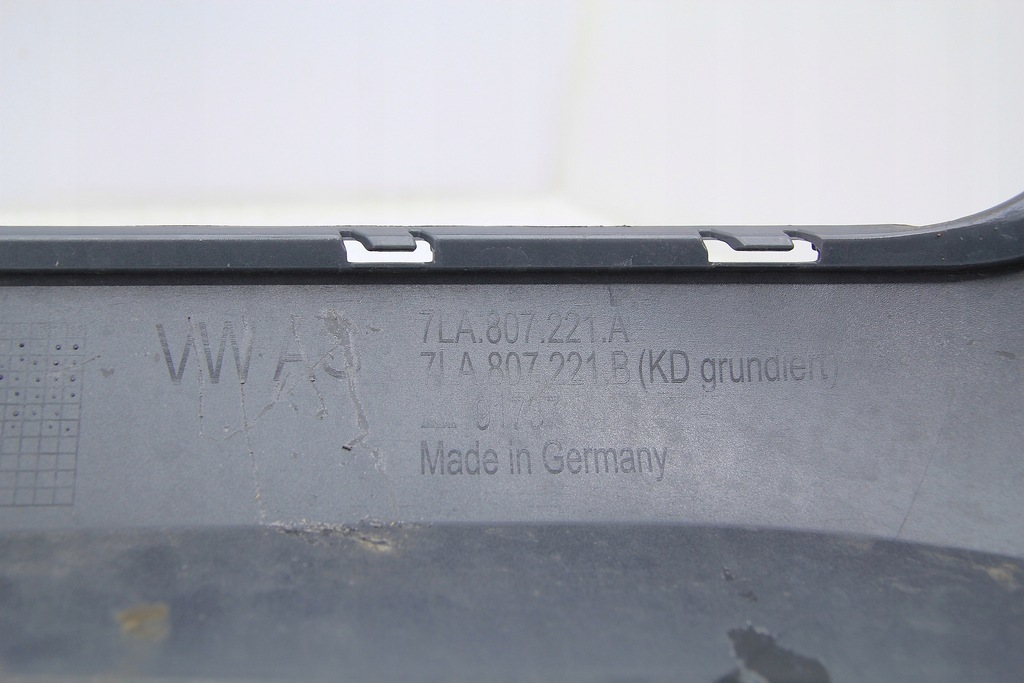 VW AG
7LA.807.221.A
7LA.807.221.B (KD grundiert)
Made in Germany